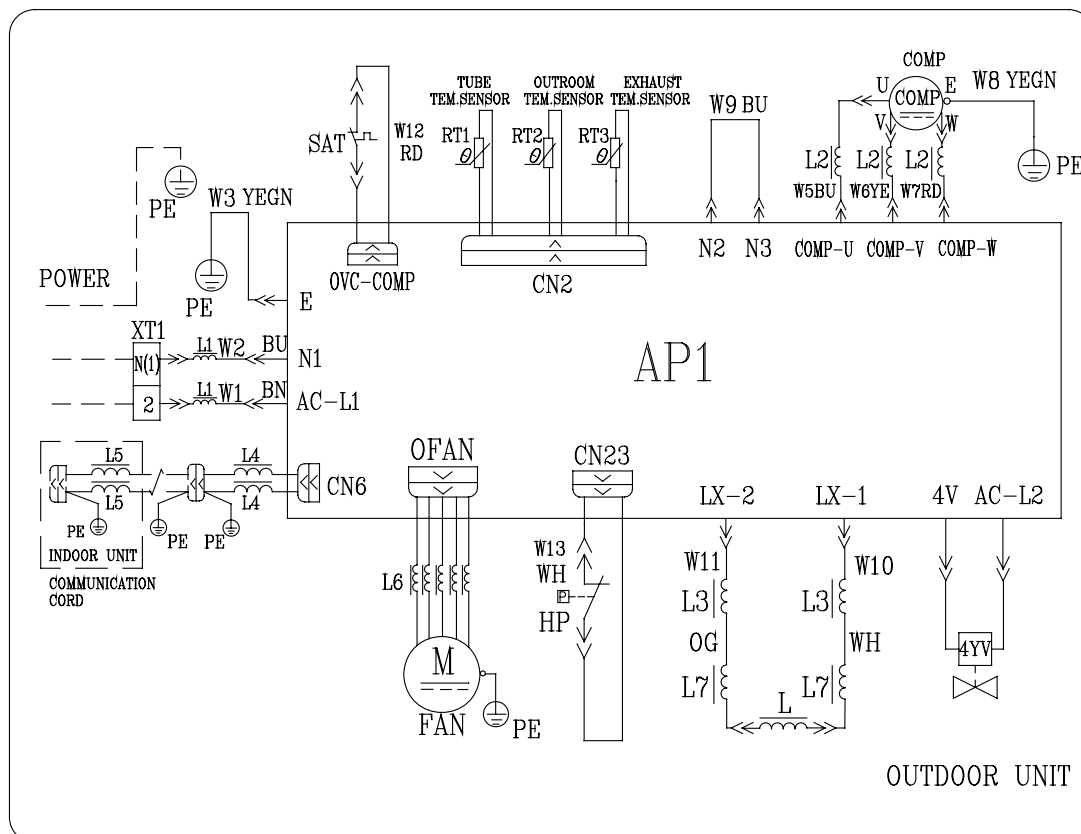 COMP
TUBE
TEM.SENSOR
OUTROOM
TEM.SENSOR
EXHAUST
TEM.SENSOR
W8 YEGN
U
COMP
E
W9 BU
V
W
SAT
W12
RD
RT1
RT2
RT3
θ
θ
θ
L2
L2
L2
PE
W5BU
W6YE
W7RD
PE
W3 YEGN
N2
N3
COMP-U
COMP-V
COMP-W
POWER
OVC-COMP
CN2
PE
E
XT1
L1
W2
BU
N1
N(1)
AP1
L1
W1
BN
AC-L1
2
OFAN
CN23
L5
L4
L5
L4
CN6
LX-2
LX-1
4V
AC-L2
PE
PE
PE
INDOOR UNIT
COMMUNICATION
CORD
W13
WH
W11
W10
L6
P
L3
L3
HP
OG
WH
M
4YV
L7
L7
FAN
PE
L
OUTDOOR UNIT